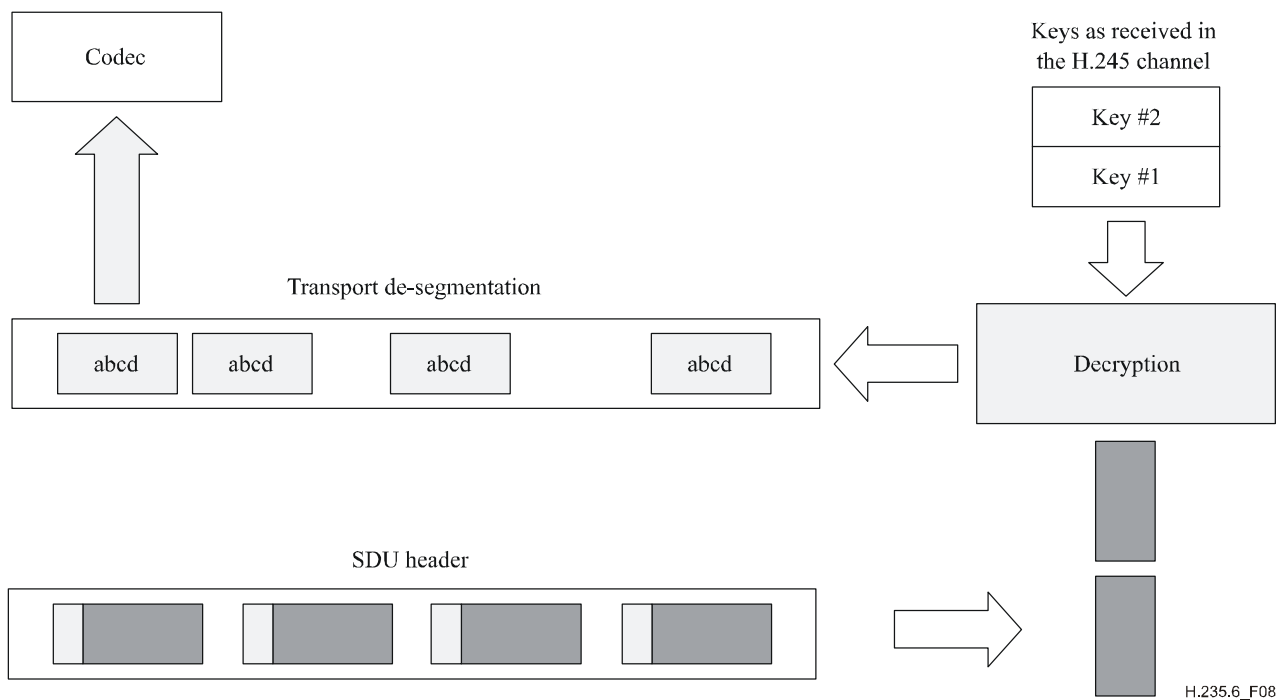 Codec
Keys as received in
the H.245 channel
Key #2
Key #1
Transport de-segmentation
abcd
abcd
abcd
abcd
Decryption
SDU header
H.235.6_F08